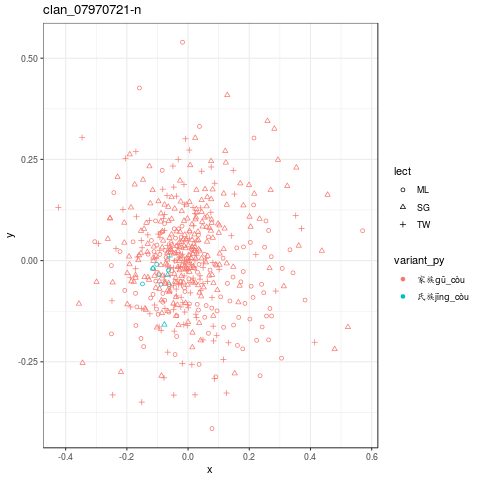 clan_07970721-n
0.50
0.25
0.00
-0.25
y
-0.4
-0.2
0.0
0.2
0.4
0.6
x
lect
ML
SG
TW
variant_py
家族gū_còu
氏族jìng_còu